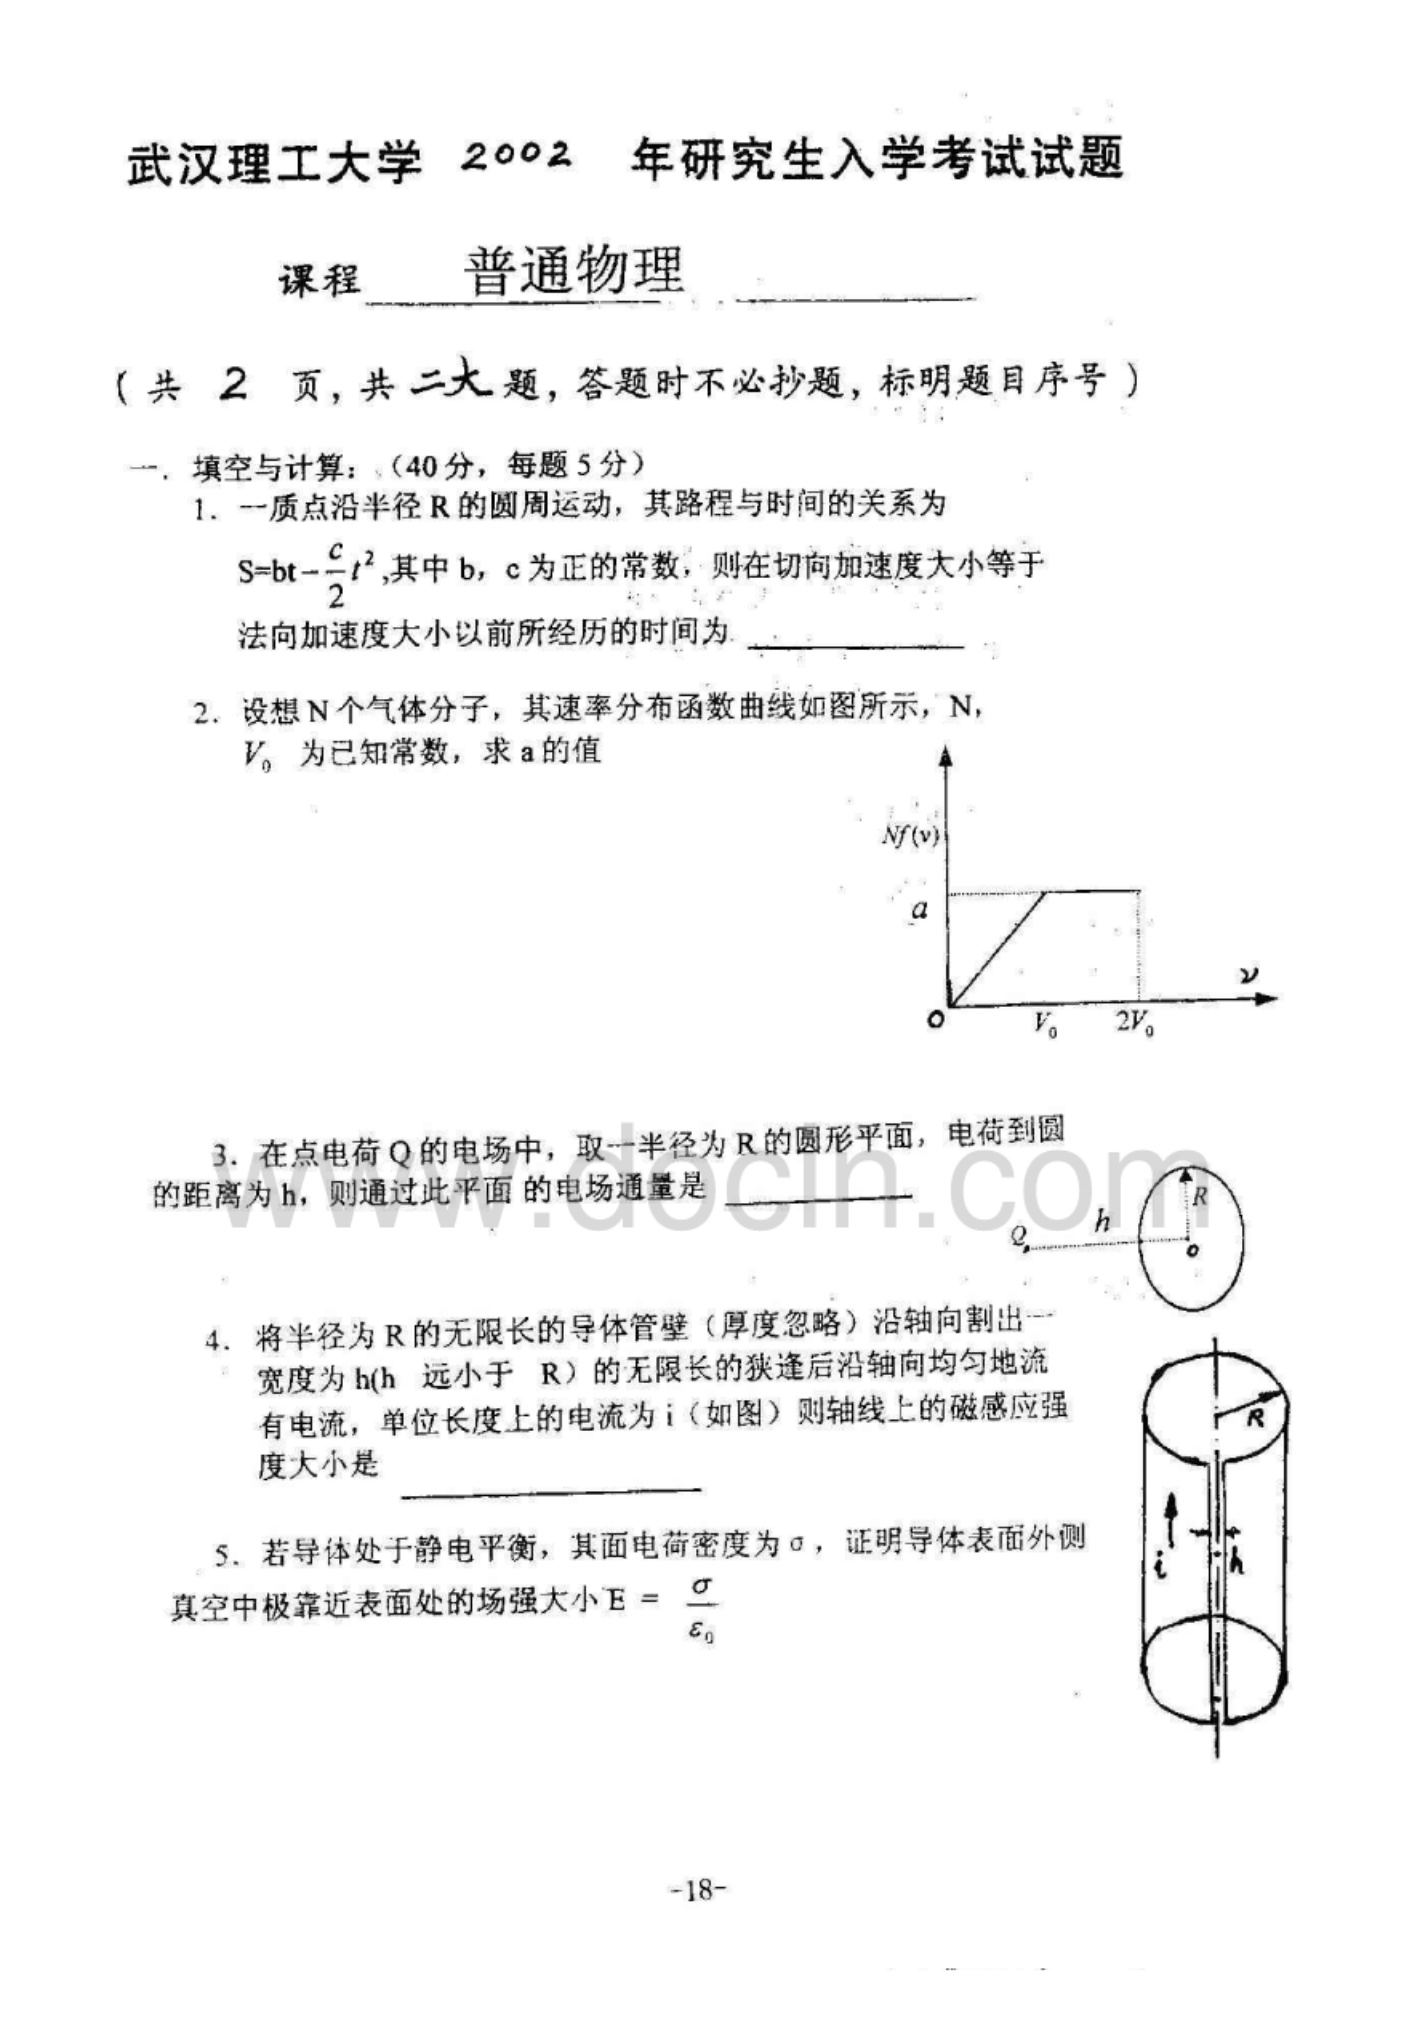 武汉理工大学 2002 年研究生入学考试试题
课程 普通物理
(共 2 页,共二大题,答题时不必抄题,标明题目序号)
一.填空与计算:(40分,每题5分)
1. 一质点沿半径R的圆周运动,其路程与时间的关系为
S=bt－\frac{c}{2}t²,其中b,c为正的常数,则在切向加速度大小等于
法向加速度大小以前所经历的时间为
2. 设想N个气体分子,其速率分布函数曲线如图所示,N,
V₀ 为已知常数,求a的值
Nf(v)
a
ν
O V₀ 2V₀
3. 在点电荷Q的电场中,取一半径为R的圆形平面,电荷到圆
的距离为h,则通过此平面的电场通量是
www.docin.com
R
h
Q
o
4. 将半径为R的无限长的导体管壁(厚度忽略)沿轴向割出一
宽度为h(h 远小于 R)的无限长的狭逢后沿轴向均匀地流
有电流,单位长度上的电流为i(如图)则轴线上的磁感应强
度大小是
R
i
h
5. 若导体处于静电平衡,其面电荷密度为σ,证明导体表面外侧
真空中极靠近表面处的场强大小E = \frac{σ}{ε₀}
-18-